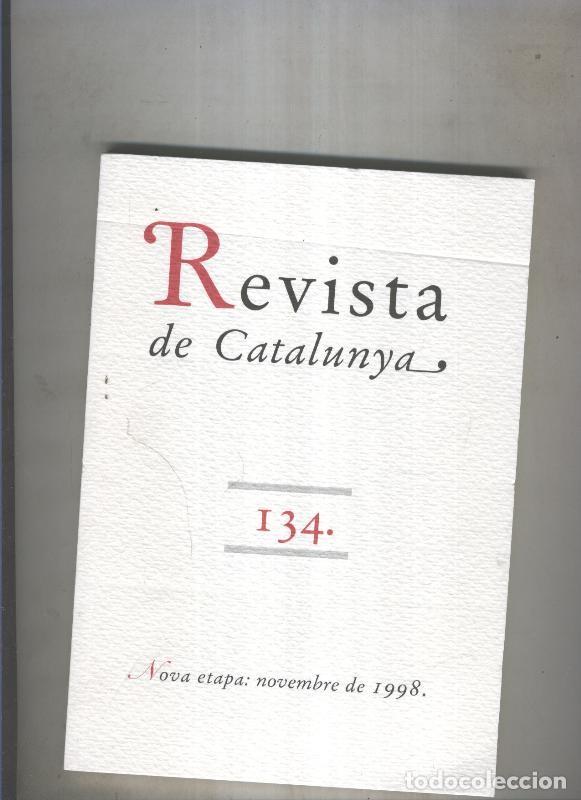 Revista
de Catalunya
134.
Nova etapa: novembre de 1998.
todocoleccion